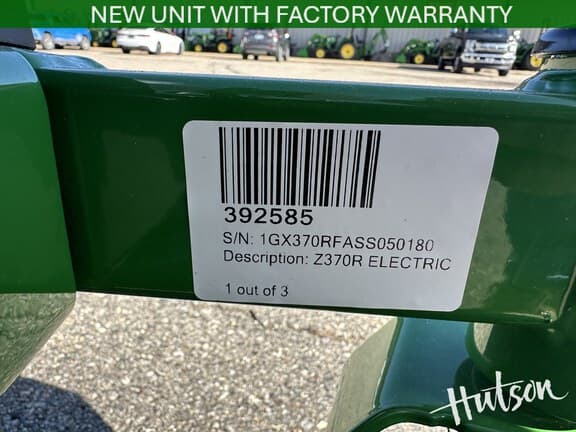 NEW UNIT WITH FACTORY WARRANTY
392585
S/N: 1GX370RFASS050180
Description: Z370R ELECTRIC
1 out of 3
Hutson